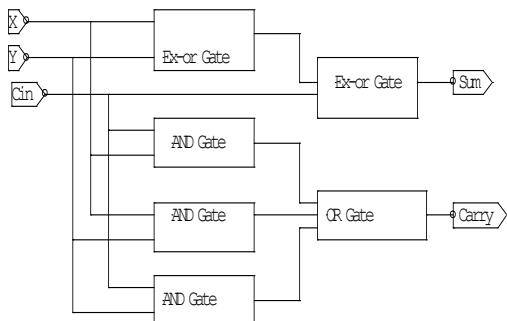 X
Y
Ex-or Gate
Cin
Ex-or Gate
Sum
AND Gate
AND Gate
OR Gate
Carry
AND Gate